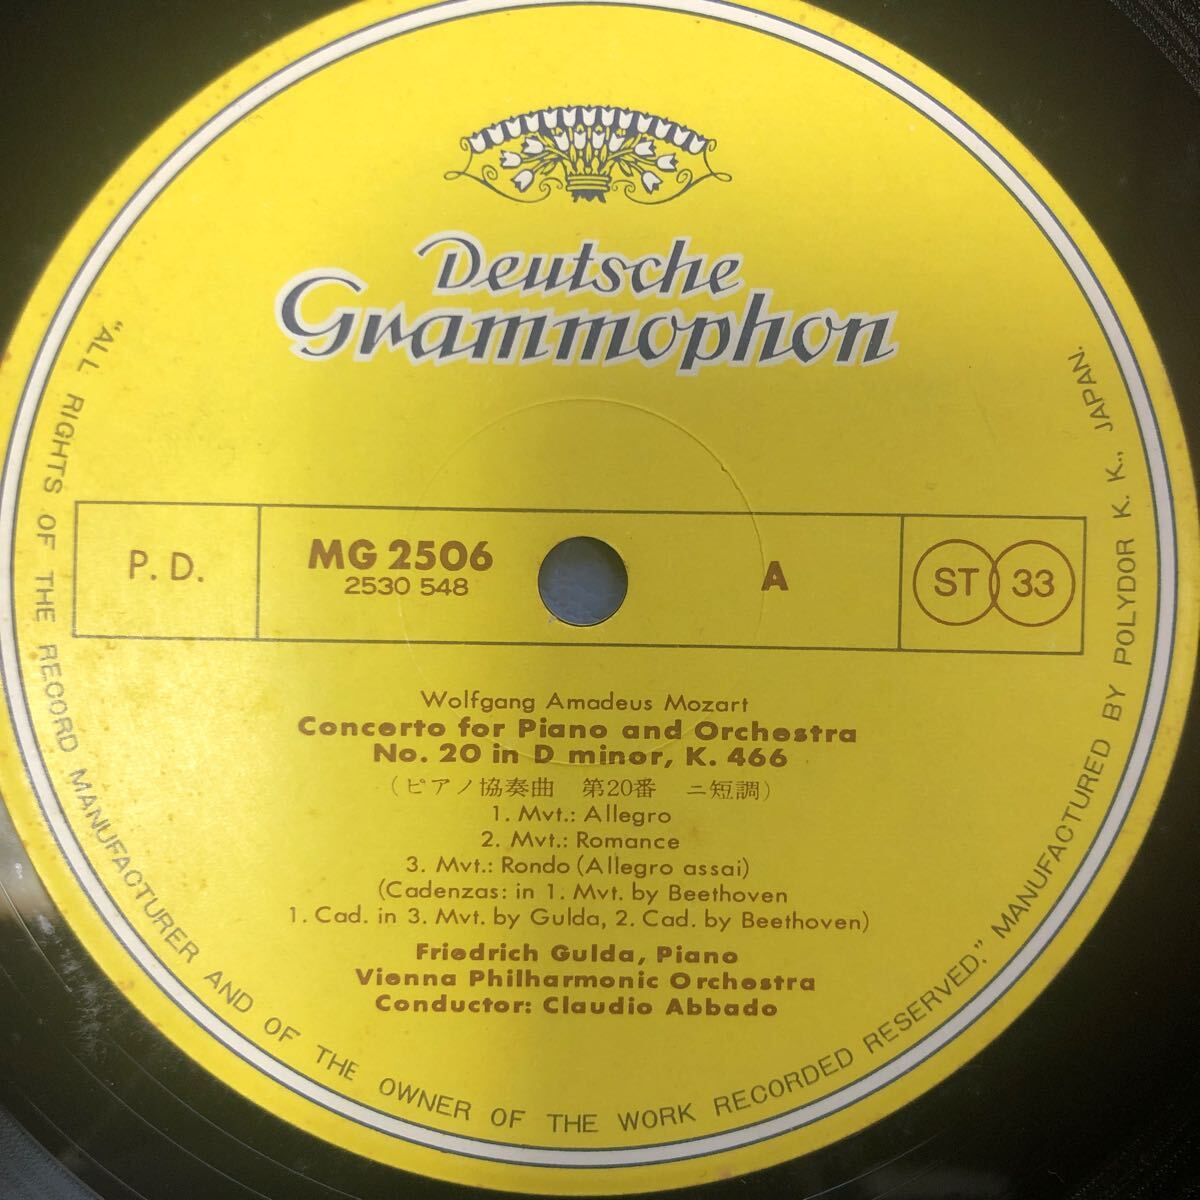 Deutsche
Grammophon
P. D.
MG 2506
2530 548
A
ST 33
Wolfgang Amadeus Mozart
Concerto for Piano and Orchestra
No. 20 in D minor, K. 466
(ピアノ協奏曲 第20番 ニ短調)
1. Mvt.: Allegro
2. Mvt.: Romance
3. Mvt.: Rondo (Allegro assai)
(Cadenzas: in 1. Mvt. by Beethoven
1. Cad. in 3. Mvt. by Gulda, 2. Cad. by Beethoven)
Friedrich Gulda, Piano
Vienna Philharmonic Orchestra
Conductor: Claudio Abbado
"ALL RIGHTS OF THE RECORD MANUFACTURER AND OF THE OWNER OF THE WORK RECORDED RESERVED," MANUFACTURED BY POLYDOR K. K., JAPAN.